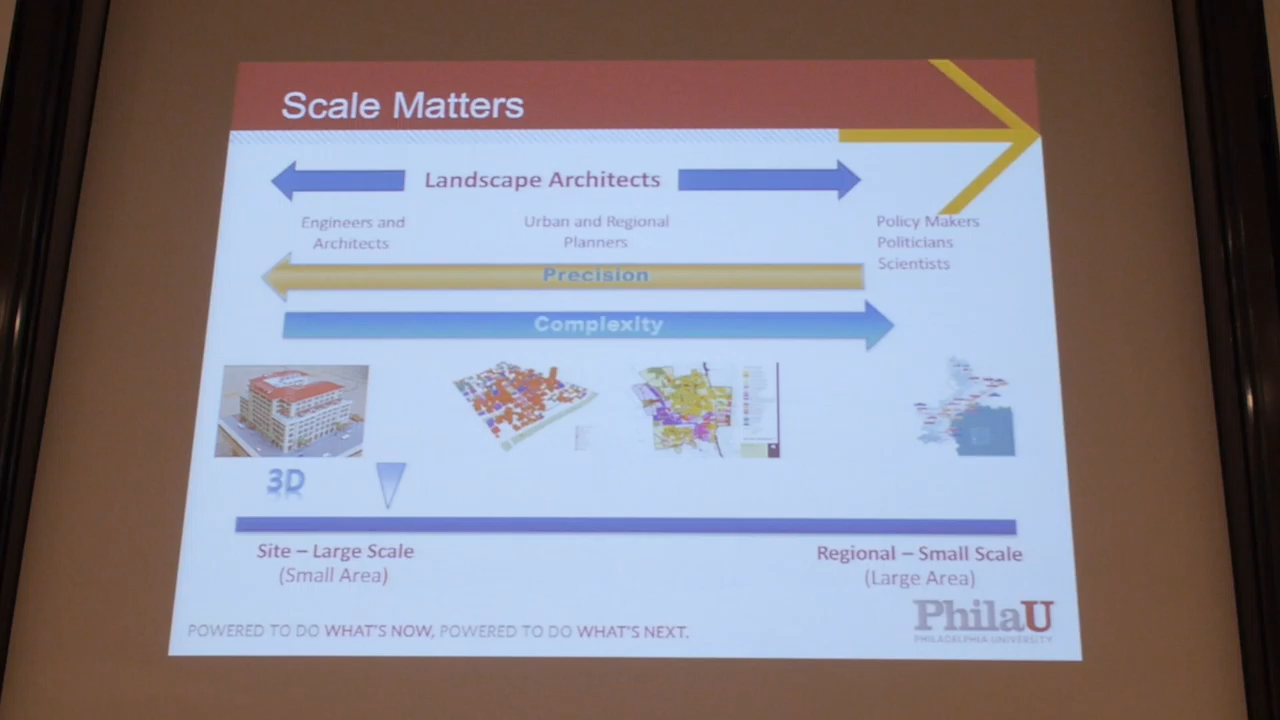 Scale Matters
Landscape Architects
Engineers and
Architects
Urban and Regional
Planners
Policy Makers
Politicians
Scientists
Precision
Complexity
3D
Site – Large Scale
(Small Area)
Regional – Small Scale
(Large Area)
PhilaU
PHILADELPHIA UNIVERSITY
POWERED TO DO WHAT'S NOW, POWERED TO DO WHAT'S NEXT.